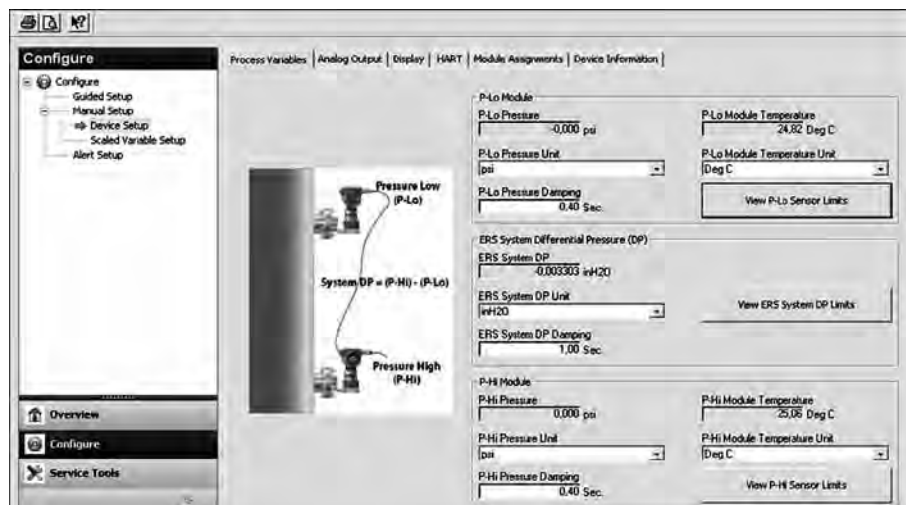 Configure
Configure
Guided Setup
Manual Setup
Device Setup
Scaled Variable Setup
Alert Setup
Overview
Configure
Service Tools
Process Variables | Analog Output | Display | HART | Module Assignments | Device Information
Pressure Low
(P-Lo)
System DP = (P-Hi) - (P-Lo)
Pressure High
(P-Hi)
P-Lo Module
P-Lo Pressure
-0,000 psi
P-Lo Module Temperature
24,82 Deg C
P-Lo Pressure Unit
psi
P-Lo Module Temperature Unit
Deg C
P-Lo Pressure Damping
0,40 Sec.
View P-Lo Sensor Limits
ERS System Differential Pressure (DP)
ERS System DP
-0,003303 inH2O
ERS System DP Unit
inH2O
View ERS System DP Limits
ERS System DP Damping
1,00 Sec.
P-Hi Module
P-Hi Pressure
0,000 psi
P-Hi Module Temperature
25,06 Deg C
P-Hi Pressure Unit
psi
P-Hi Module Temperature Unit
Deg C
P-Hi Pressure Damping
0,40 Sec.
View P-Hi Sensor Limits